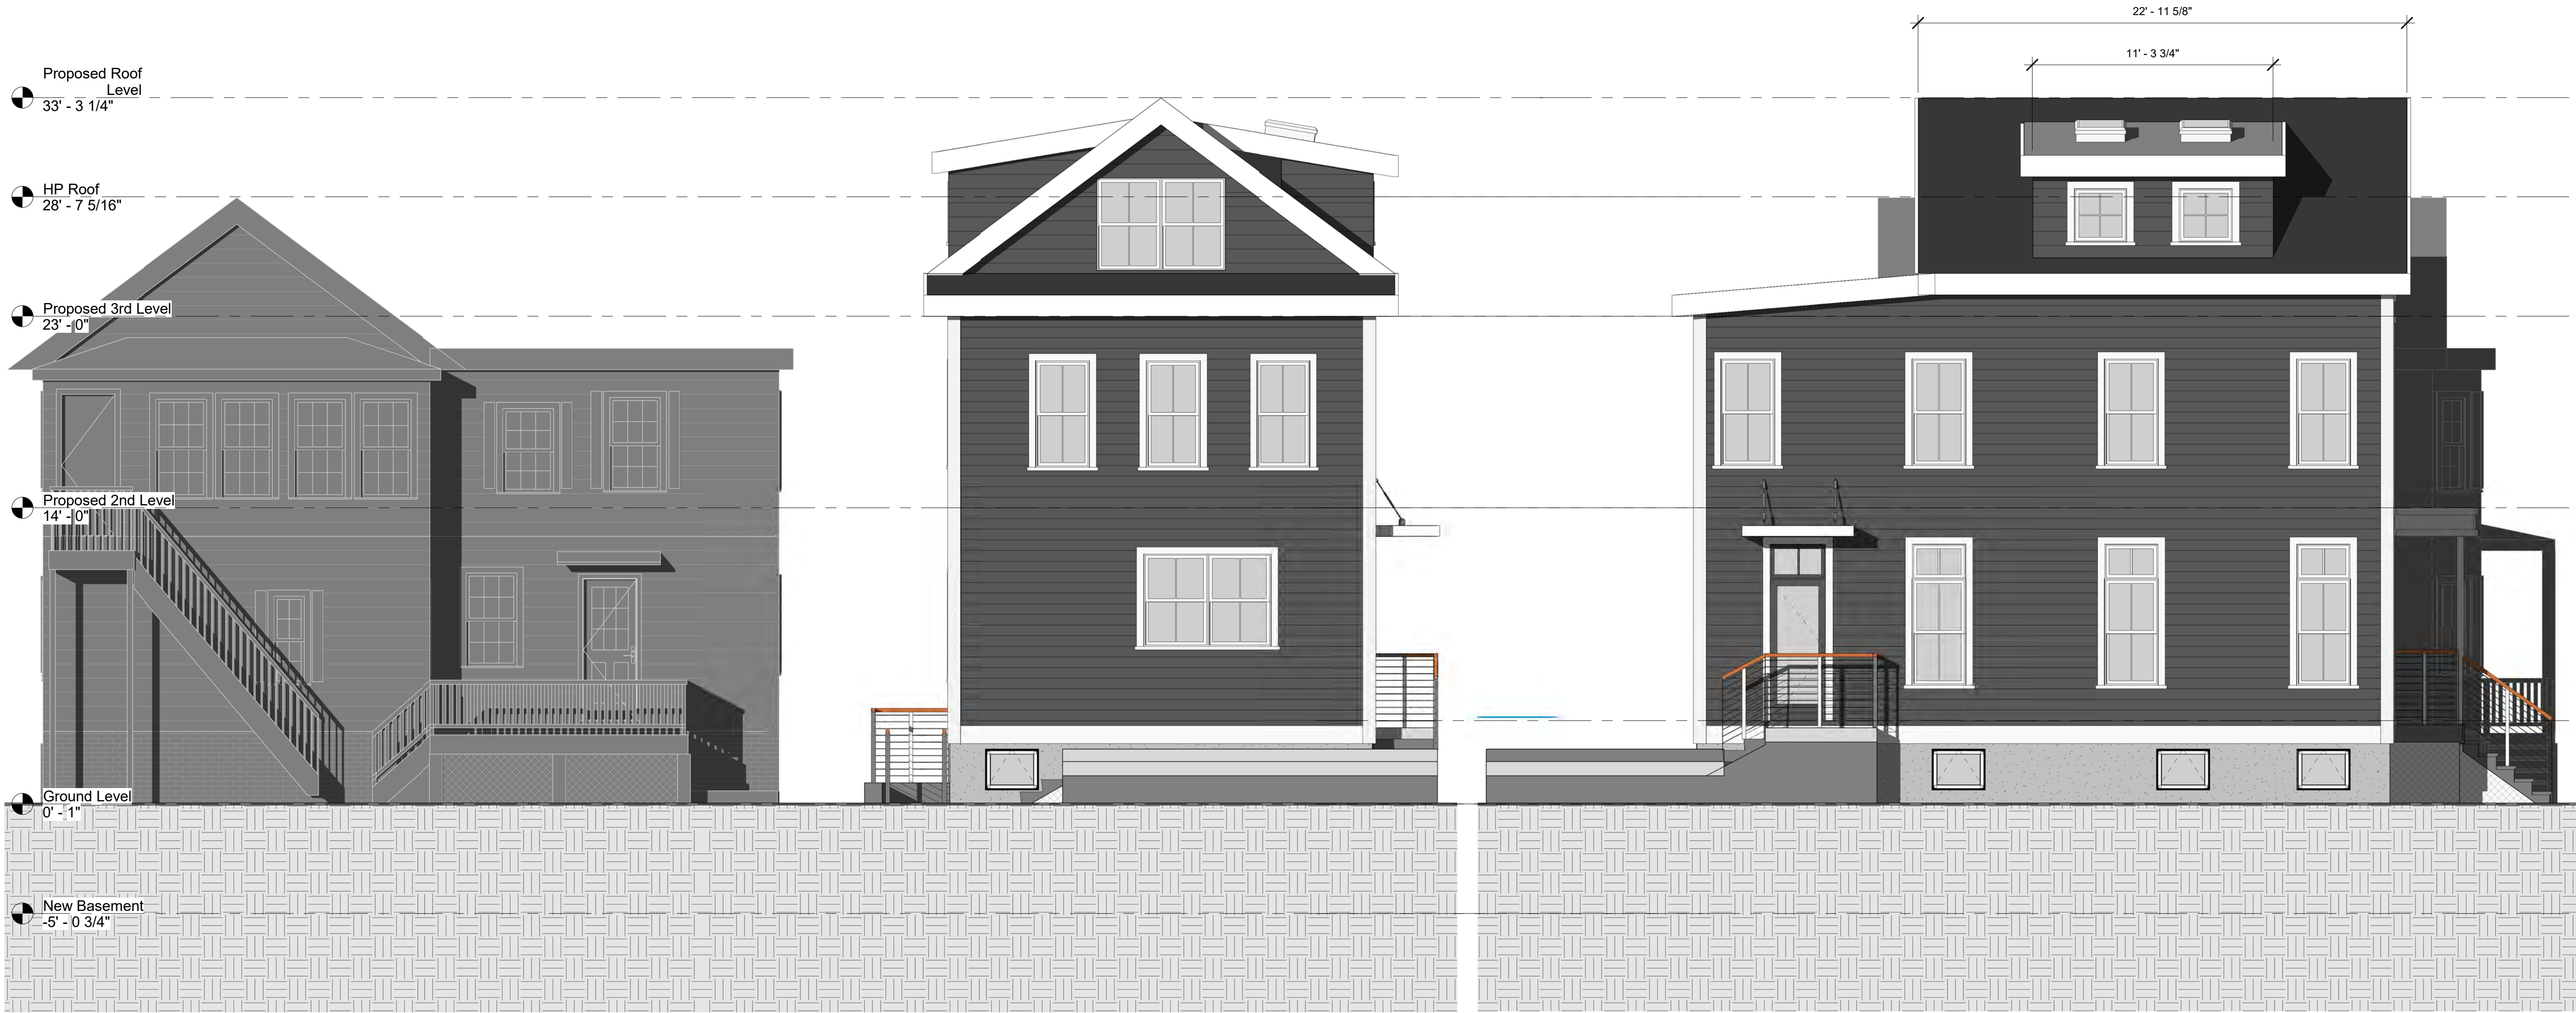 22' - 11 5/8"
11' - 3 3/4"
Proposed Roof
Level
33' - 3 1/4"
HP Roof
28' - 7 5/16"
Proposed 3rd Level
23' - 0"
Proposed 2nd Level
14' - 0"
Ground Level
0' - 1"
New Basement
-5' - 0 3/4"